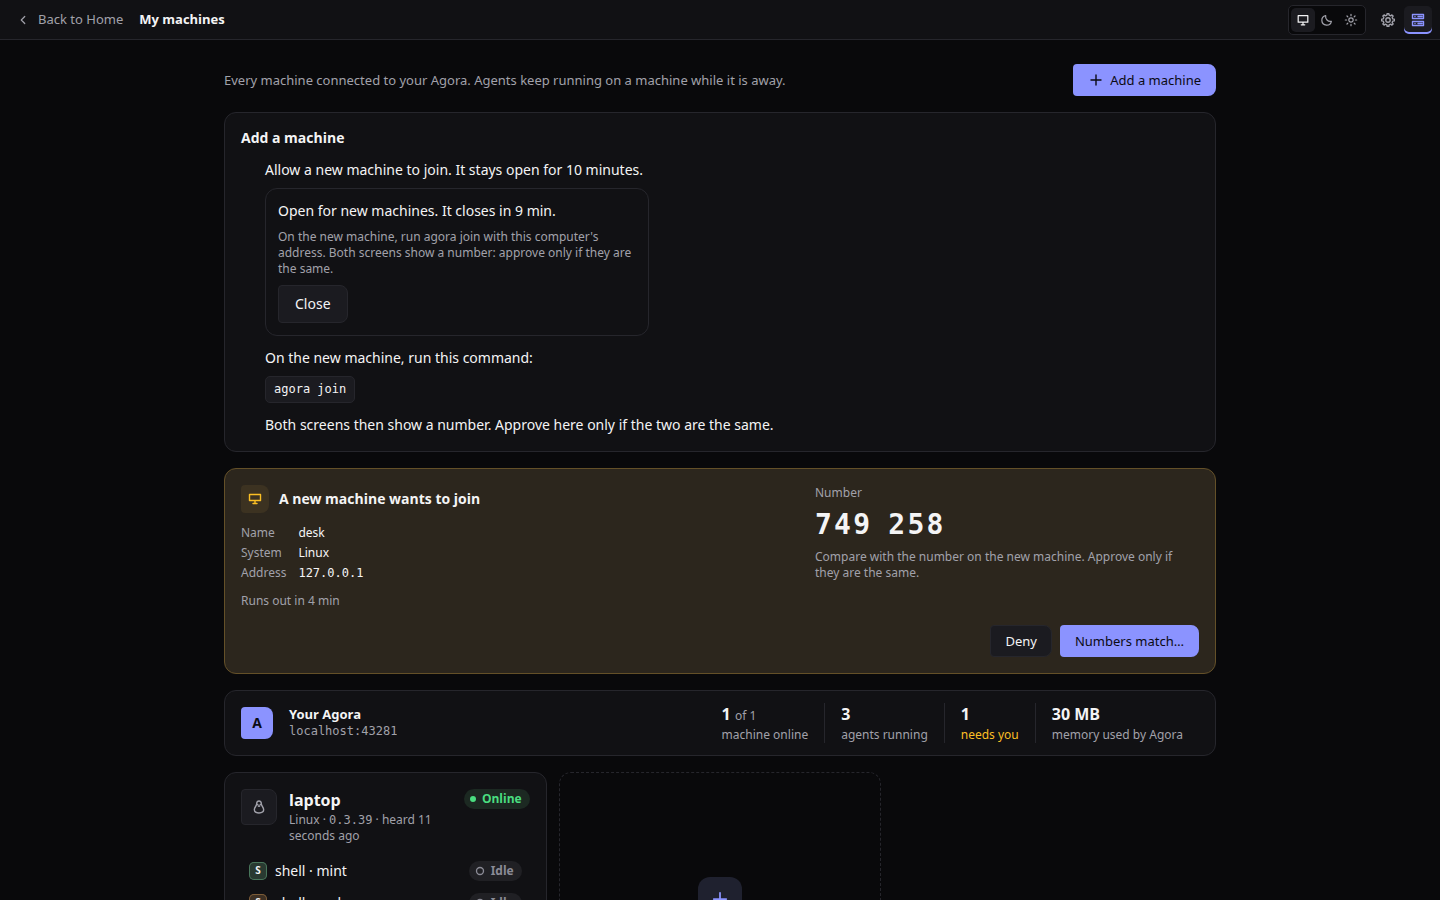 Back to Home My machines
Every machine connected to your Agora. Agents keep running on a machine while it is away.
Add a machine
Add a machine
Allow a new machine to join. It stays open for 10 minutes.
Open for new machines. It closes in 9 min.
On the new machine, run agora join with this computer's
address. Both screens show a number: approve only if they are
the same.
Close
On the new machine, run this command:
agora join
Both screens then show a number. Approve here only if the two are the same.
A new machine wants to join
Name desk
System Linux
Address 127.0.0.1
Runs out in 4 min
Number
749 258
Compare with the number on the new machine. Approve only if
they are the same.
Deny
Numbers match...
A
Your Agora
localhost:43281
1 of 1
machine online
3
agents running
1
needs you
30 MB
memory used by Agora
laptop
Online
Linux · 0.3.39 · heard 11
seconds ago
S shell · mint
Idle